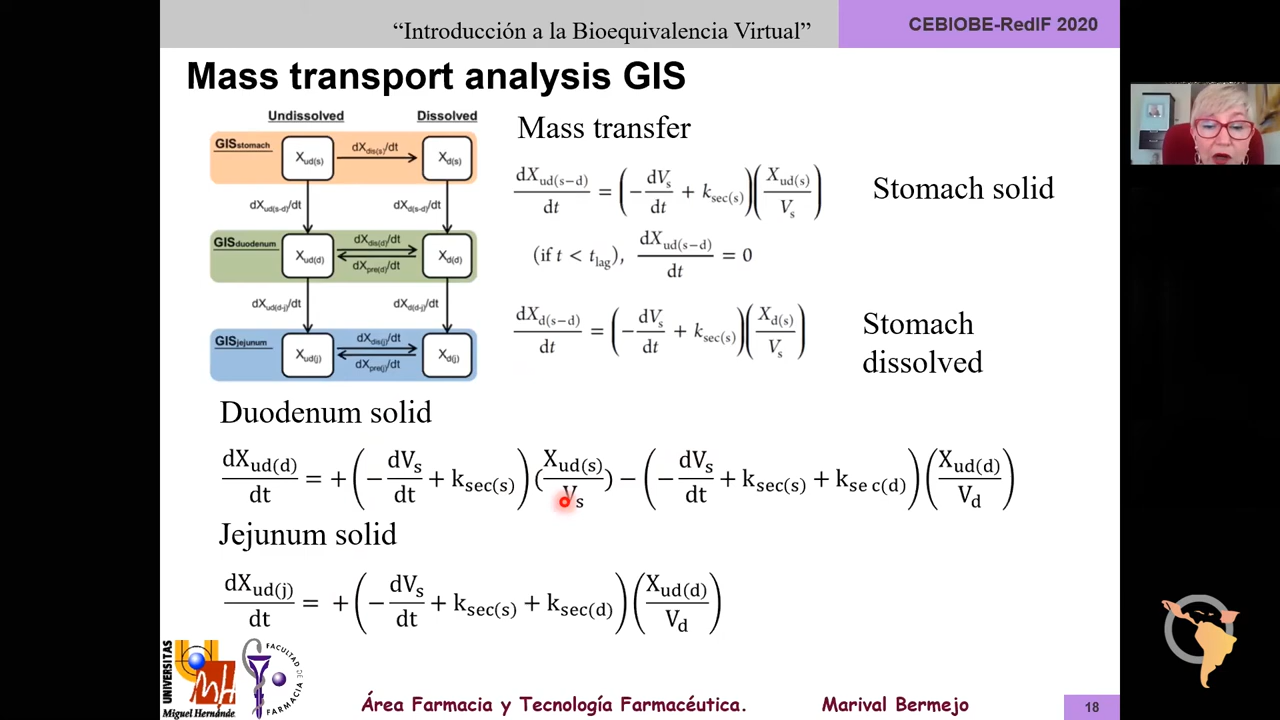 “Introducción a la Bioequivalencia Virtual”
CEBIOBE-RedIF 2020
Mass transport analysis GIS
Undissolved Dissolved
GISstomach
Xud(s) dXdis(s)/dt Xd(s)
dXud(s-d)/dt dXd(s-d)/dt
GISduodenum
Xud(d) dXdis(d)/dt Xd(d)
dXpre(d)/dt
dXud(d-j)/dt dXd(d-j)/dt
GISjejunum
Xud(j) dXdis(j)/dt Xd(j)
dXpre(j)/dt
Mass transfer
dXud(s−d)/dt = (−dVs/dt + ksec(s))(Xud(s)/Vs)
Stomach solid
(if t < tlag), dXud(s−d)/dt = 0
dXd(s−d)/dt = (−dVs/dt + ksec(s))(Xd(s)/Vs)
Stomach
dissolved
Duodenum solid
dXud(d)/dt = +(−dVs/dt + ksec(s))(Xud(s)/Vs) − (−dVs/dt + ksec(s) + kse c(d))(Xud(d)/Vd)
Jejunum solid
dXud(j)/dt = +(−dVs/dt + ksec(s) + ksec(d))(Xud(d)/Vd)
UNIVERSITAS
Miguel Hernández
FACULTAD DE FARMACIA
Área Farmacia y Tecnología Farmacéutica.
Marival Bermejo
18